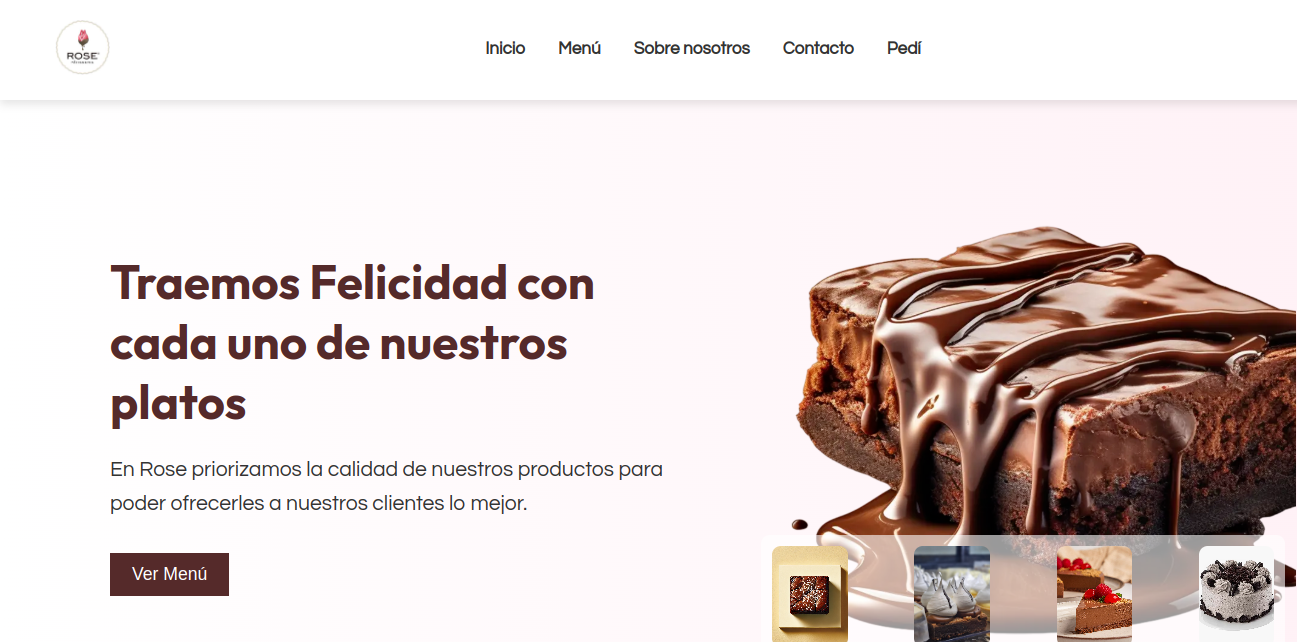 ROSE
Inicio Menú Sobre nosotros Contacto Pedí
Traemos Felicidad con
cada uno de nuestros
platos
En Rose priorizamos la calidad de nuestros productos para
poder ofrecerles a nuestros clientes lo mejor.
Ver Menú